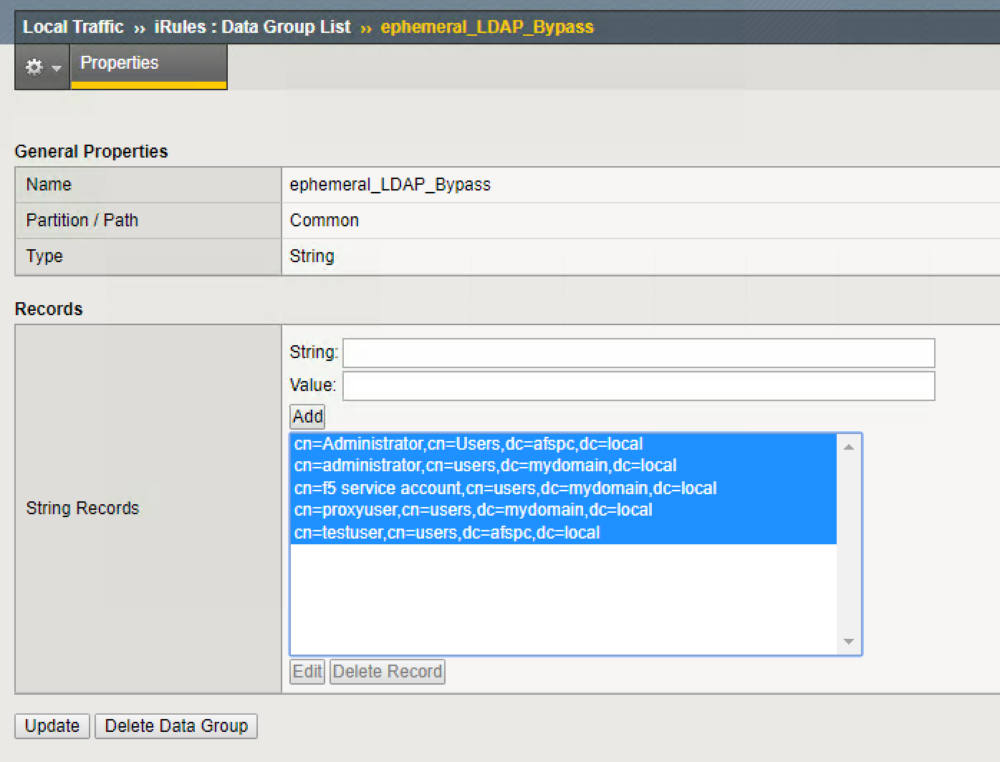 Local Traffic ›› iRules : Data Group List ›› ephemeral_LDAP_Bypass
Properties
General Properties
Name ephemeral_LDAP_Bypass
Partition / Path Common
Type String
Records
String Records
String:
Value:
Add
cn=Administrator,cn=Users,dc=afspc,dc=local
cn=administrator,cn=users,dc=mydomain,dc=local
cn=f5 service account,cn=users,dc=mydomain,dc=local
cn=proxyuser,cn=users,dc=mydomain,dc=local
cn=testuser,cn=users,dc=afspc,dc=local
Edit Delete Record
Update Delete Data Group